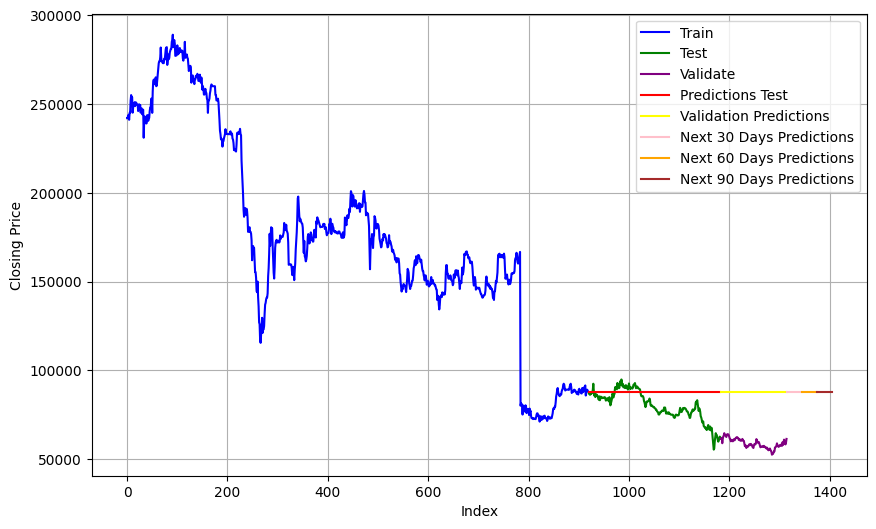 300000
250000
200000
150000
100000
50000
Closing Price
0
200
400
600
800
1000
1200
1400
Index
Train
Test
Validate
Predictions Test
Validation Predictions
Next 30 Days Predictions
Next 60 Days Predictions
Next 90 Days Predictions